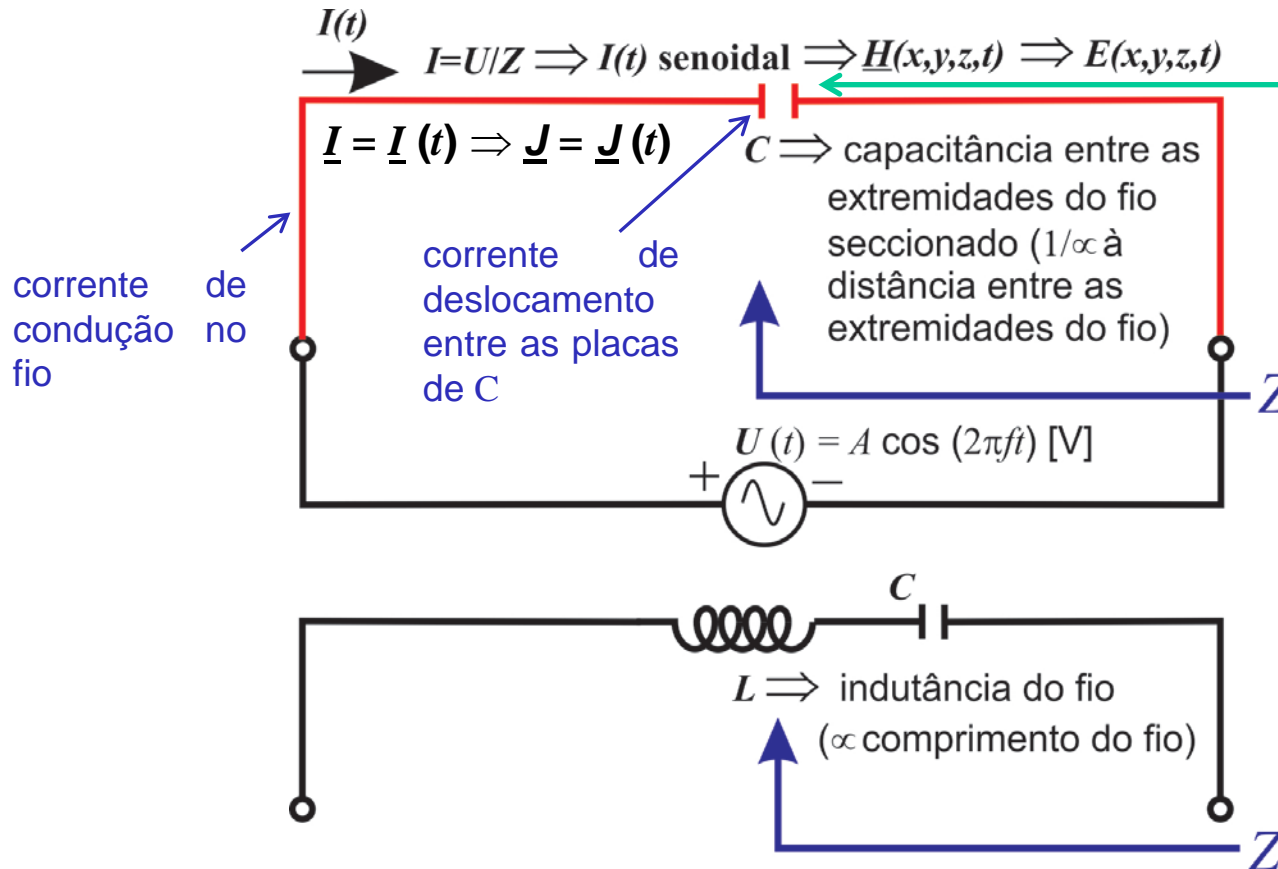 I(t)
I=U/Z ⇒ I(t) senoidal ⇒ H(x,y,z,t) ⇒ E(x,y,z,t)
I = I (t) ⇒ J = J (t)
C ⇒ capacitância entre as
extremidades do fio
seccionado (1/∝ à
distância entre as
extremidades do fio)
corrente de
condução no
fio
corrente de
deslocamento
entre as placas
de C
Z
U (t) = A cos (2πft) [V]
+
−
C
L ⇒ indutância do fio
(∝ comprimento do fio)
Z